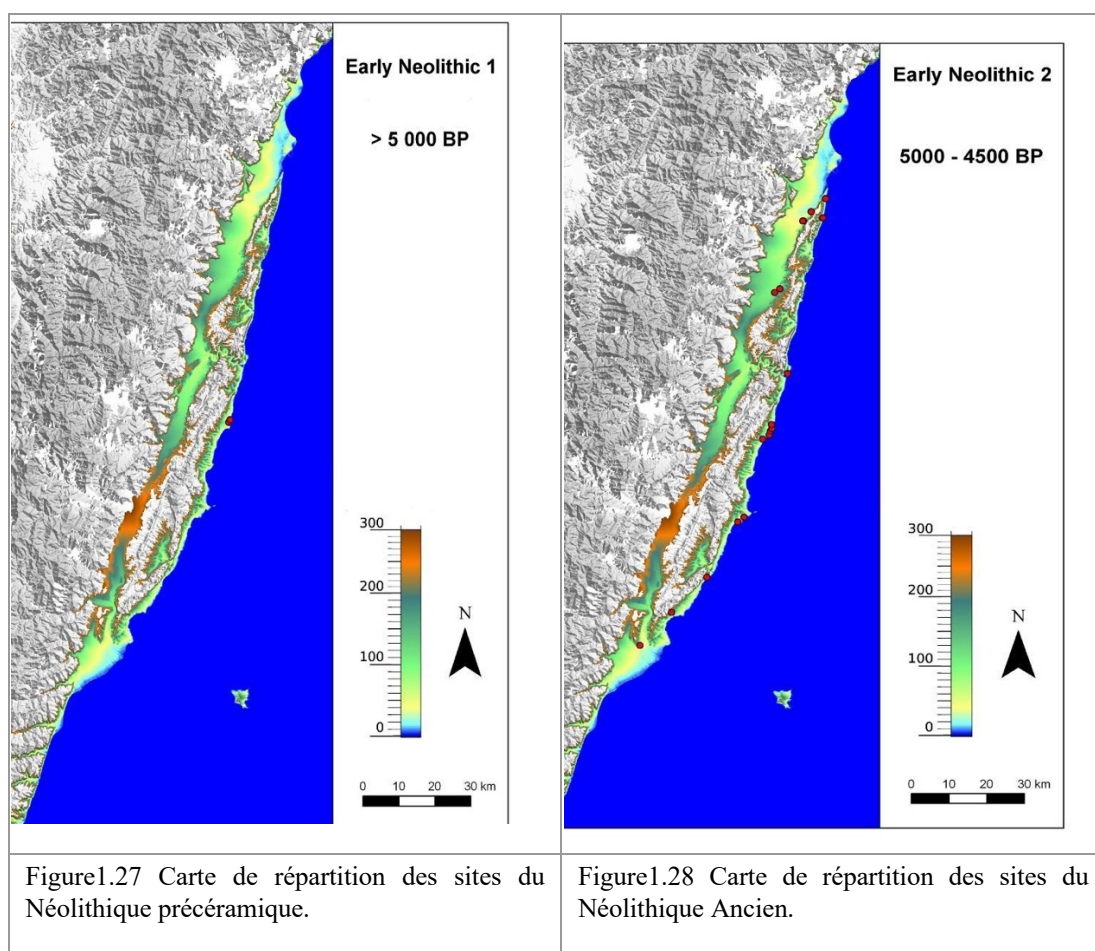 Early Neolithic 1
> 5 000 BP
300
200
100
0
N
0 10 20 30 km
Early Neolithic 2
5000 - 4500 BP
300
200
100
0
N
0 10 20 30 km
Figure1.27 Carte de répartition des sites du
Néolithique précéramique.
Figure1.28 Carte de répartition des sites du
Néolithique Ancien.